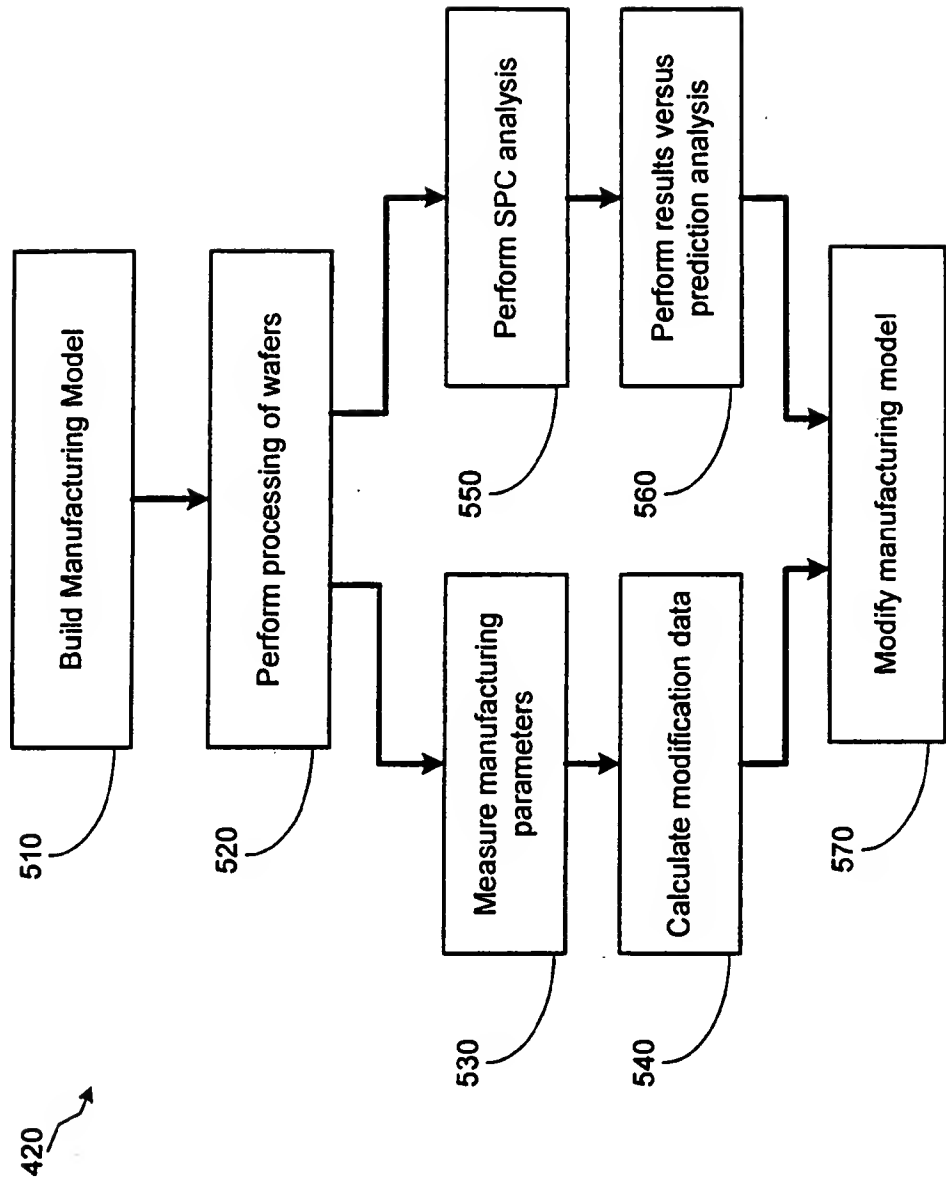 420
510
Build Manufacturing Model
520
Perform processing of wafers
530
Measure manufacturing
parameters
550
Perform SPC analysis
540
Calculate modification data
560
Perform results versus
prediction analysis
570
Modify manufacturing model